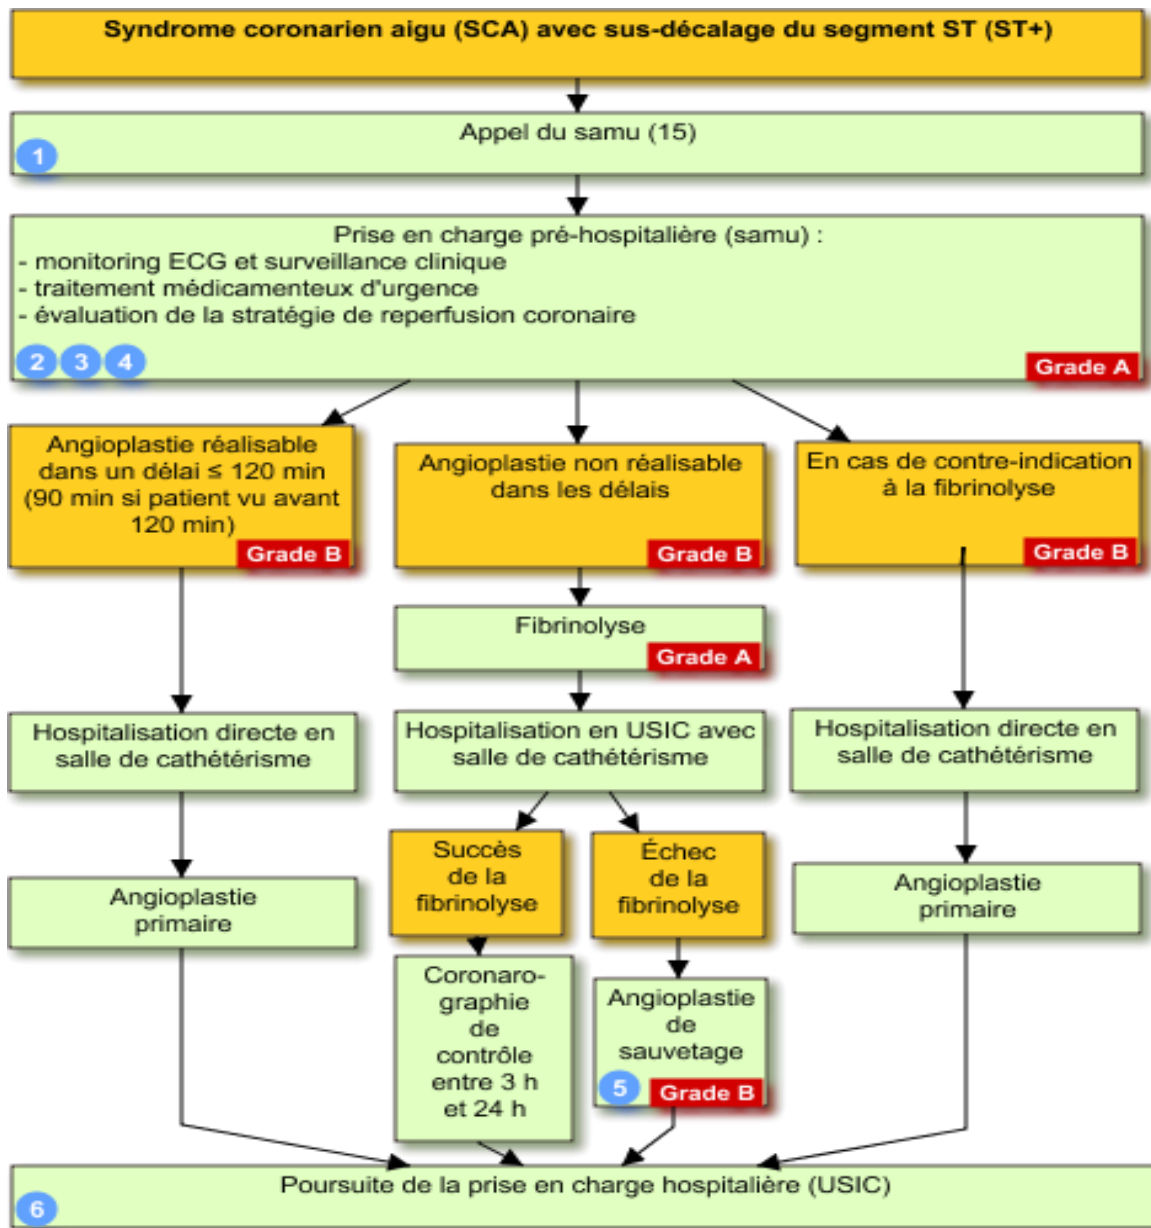 Syndrome coronarien aigu (SCA) avec sus-décalage du segment ST (ST+)
Appel du samu (15)
1
Prise en charge pré-hospitalière (samu) :
- monitoring ECG et surveillance clinique
- traitement médicamenteux d'urgence
- évaluation de la stratégie de reperfusion coronaire
2 3 4
Grade A
Angioplastie réalisable
dans un délai ≤ 120 min
(90 min si patient vu avant
120 min)
Grade B
Angioplastie non réalisable
dans les délais
Grade B
En cas de contre-indication
à la fibrinolyse
Grade B
Fibrinolyse
Grade A
Hospitalisation directe en
salle de cathétérisme
Hospitalisation en USIC avec
salle de cathétérisme
Hospitalisation directe en
salle de cathétérisme
Succès
de la
fibrinolyse
Échec
de la
fibrinolyse
Angioplastie
primaire
Angioplastie
primaire
Coronaro-
graphie
de
contrôle
entre 3 h
et 24 h
Angioplastie
de
sauvetage
5
Grade B
Poursuite de la prise en charge hospitalière (USIC)
6